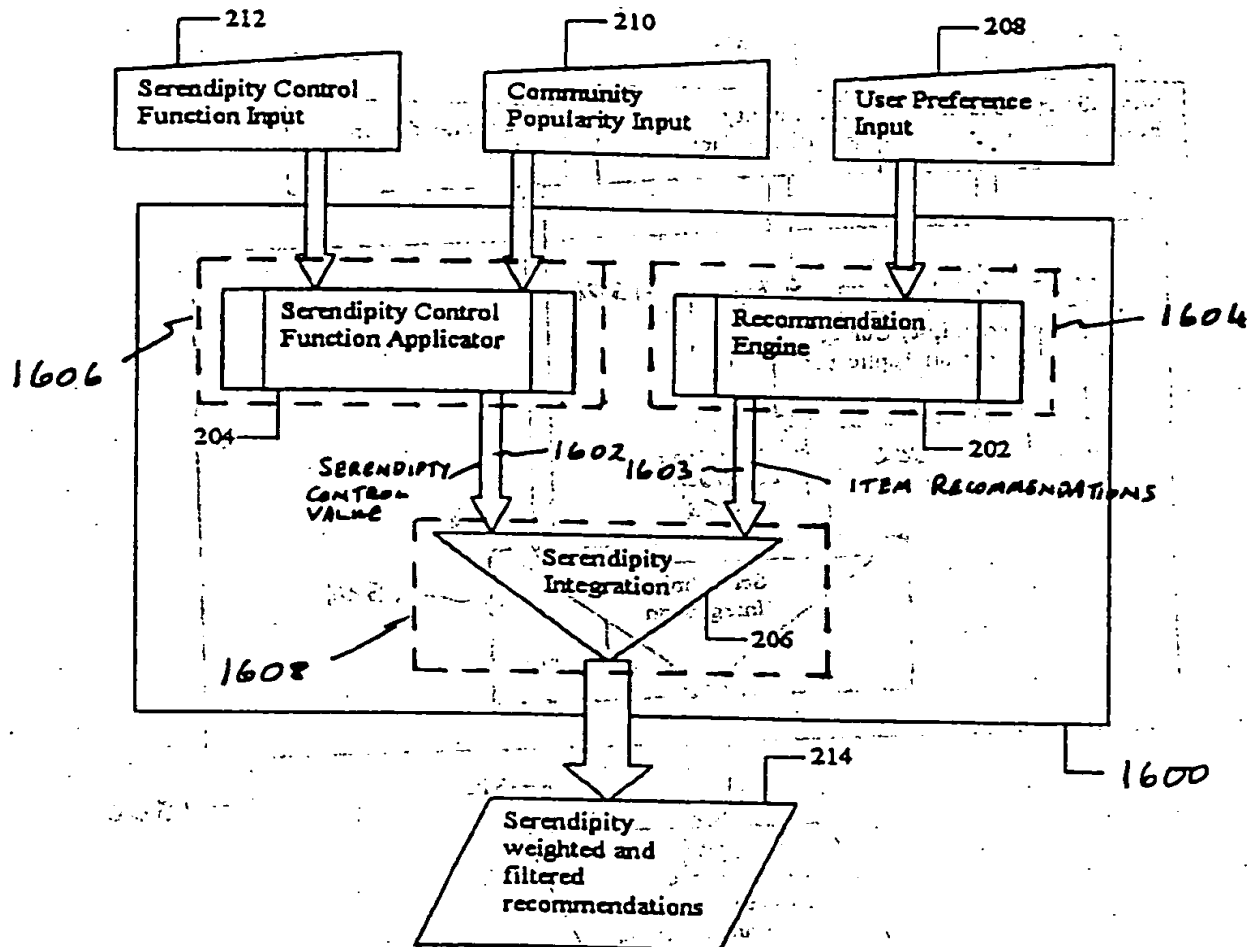 212
210
208
Serendipity Control
Function Input
Community
Popularity Input
User Preference
Input
Serendipity Control
Function Applicator
Recommendation
Engine
1604
1606
204
202
1602
1603
SERENDIPTY
CONTROL
VALUE
ITEM RECOMMENDATIONS
Serendipity
Integration
206
1608
1600
214
Serendipity
weighted and
filtered
recommendations